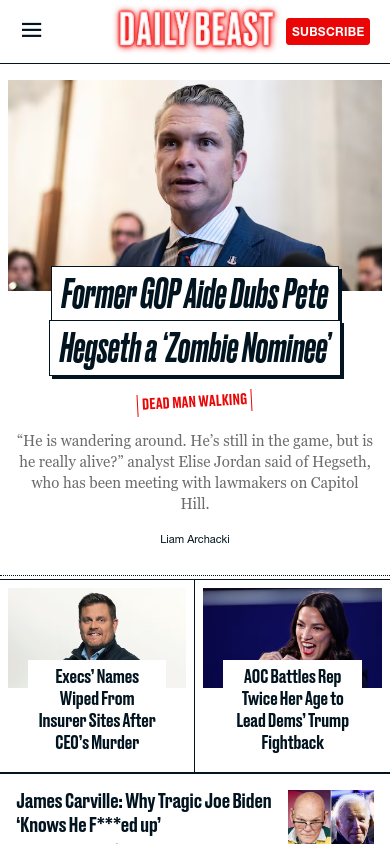 DAILY BEAST
SUBSCRIBE
Former GOP Aide Dubs Pete
Hegseth a ‘Zombie Nominee’
DEAD MAN WALKING
“He is wandering around. He’s still in the game, but is
he really alive?” analyst Elise Jordan said of Hegseth,
who has been meeting with lawmakers on Capitol
Hill.
Liam Archacki
Execs’ Names
Wiped From
Insurer Sites After
CEO’s Murder
AOC Battles Rep
Twice Her Age to
Lead Dems’ Trump
Fightback
James Carville: Why Tragic Joe Biden
‘Knows He F***ed up’